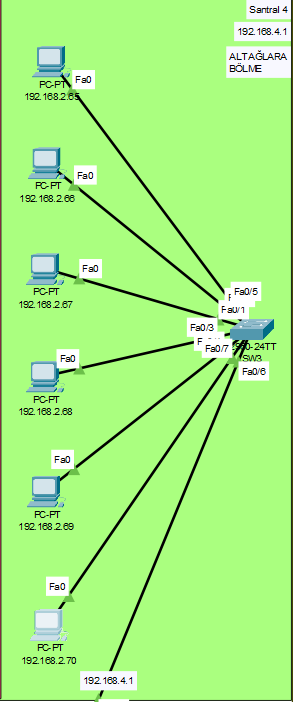 Santral 4
192.168.4.1
ALTAĞLARA
BÖLME
Fa0
PC-PT
192.168.2.65
Fa0
PC-PT
192.168.2.66
Fa0
PC-PT
192.168.2.67
Fa0/5
Fa0/1
Fa0/3
Fa0/7
24TT
SW3
Fa0/6
Fa0
PC-PT
192.168.2.68
Fa0
PC-PT
192.168.2.69
Fa0
PC-PT
192.168.2.70
192.168.4.1